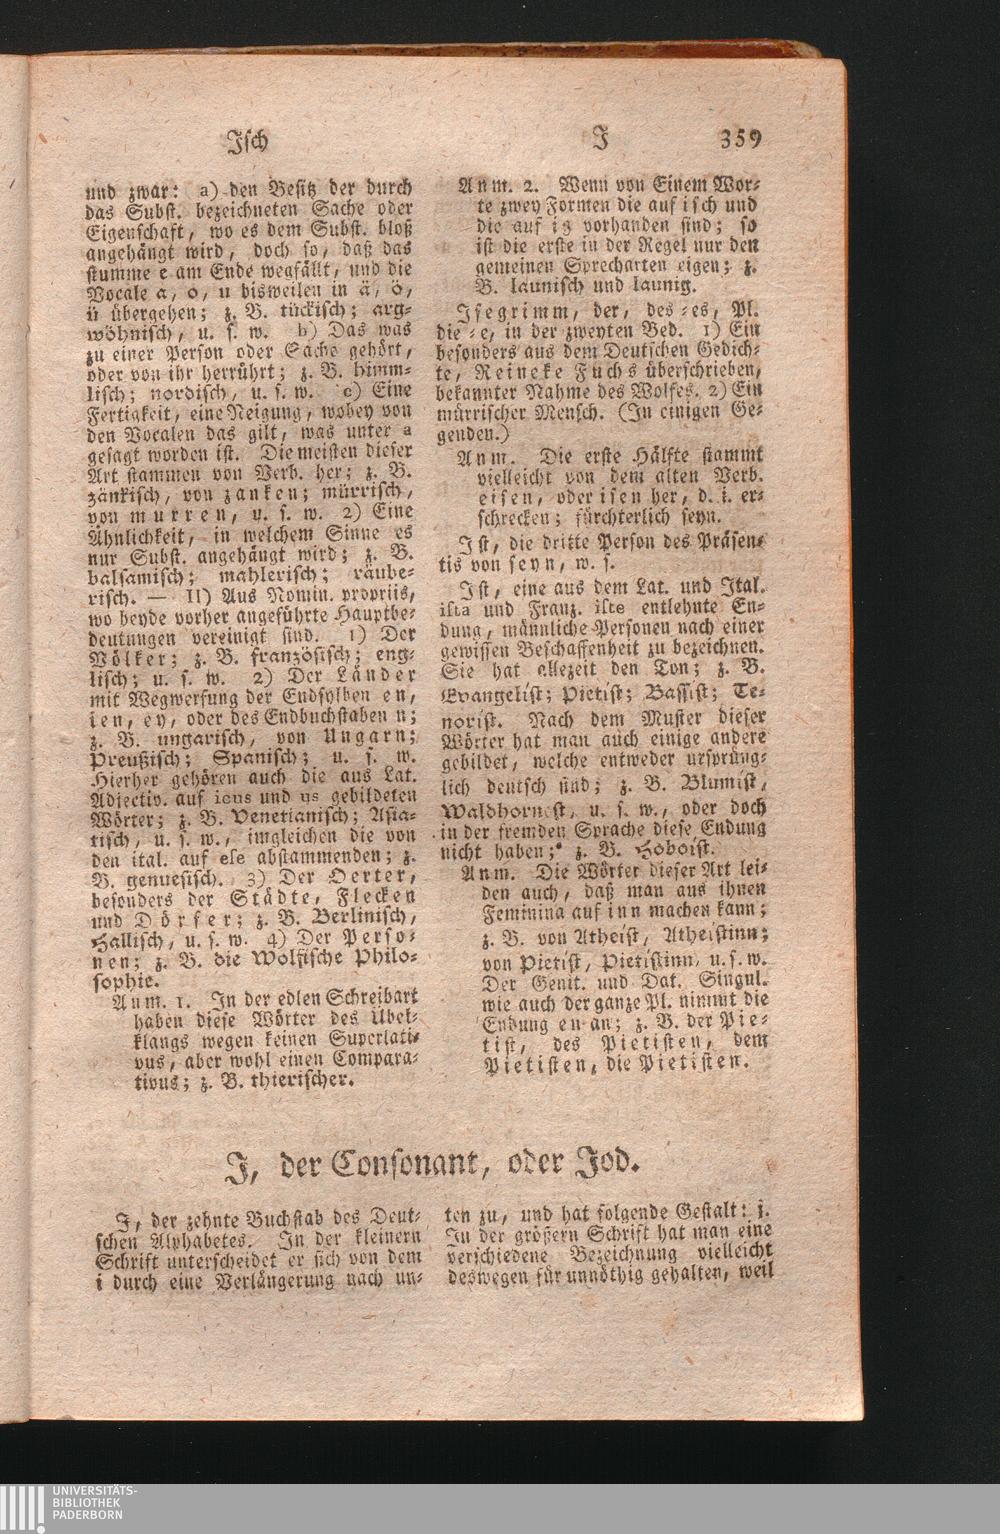 Isch
I
359
und zwar: a) den Besitz der durch
das Subst. bezeichneten Sache oder
Eigenschaft, wo es dem Subst. bloß
angehängt wird, doch so, daß das
stumme e am Ende wegfällt, und die
Vocale a, o, u bisweilen in ä, ö,
ü übergehen; z. B. tückisch; arg-
wöhnisch, u. s. w. b) Das was
zu einer Person oder Sache gehört,
oder von ihr herrührt; z. B. himm-
lisch; nordisch, u. s. w. c) Eine
Fertigkeit, eine Neigung, wobey von
den Vocalen das gilt, was unter a
gesagt worden ist. Die meisten dieser
Art stammen von Verb. her; z. B.
zänkisch, von zanken; mürrisch,
von murren, u. s. w. 2) Eine
Ähnlichkeit, in welchem Sinne es
nur Subst. angehängt wird; z. B.
balsamisch; mahlerisch; räube-
risch. — II) Aus Nomin. propriis,
wo beyde vorher angeführte Hauptbe-
deutungen vereinigt sind. 1) Der
Völker; z. B. französisch; eng-
lisch; u. s. w. 2) Der Länder
mit Wegwerfung der Endsylben en,
ien, ey, oder des Endbuchstaben n;
z. B. ungarisch, von Ungarn;
Preußisch; Spanisch; u. s. w.
Hierher gehören auch die aus Lat.
Adjectiv. auf icus und us gebildeten
Wörter; z. B. Venetianisch; Asia-
tisch, u. s. w., imgleichen die von
den ital. auf ese abstammenden; z.
B. genuesisch. 3) Der Oerter,
besonders der Städte, Flecken
und Dörfer; z. B. Berlinisch,
Hallisch, u. s. w. 4) Der Perso-
nen; z. B. die Wolfische Philo-
sophie.
Anm. 1. In der edlen Schreibart
haben diese Wörter des Übel-
klangs wegen keinen Superlati-
vus, aber wohl einen Compara-
tivus; z. B. thierischer.
Anm. 2. Wenn von Einem Wor-
te zwey Formen die auf isch und
die auf ig vorhanden sind; so
ist die erste in der Regel nur den
gemeinen Sprecharten eigen; z.
B. launisch und launig.
Isegrimm, der, des-es, Pl.
die-e, in der zweyten Bed. 1) Ein
besonders aus dem Deutschen Gedich-
te, Reineke Fuchs überschrieben,
bekannter Nahme des Wolfes. 2) Ein
mürrischer Mensch. (In einigen Ge-
genden.)
Anm. Die erste Hälfte stammt
vielleicht von dem alten Verb.
eisen, oder isen her, d. i. er-
schrecken; fürchterlich seyn.
Ist, die dritte Person des Präsen-
tis von seyn, w. s.
Ist, eine aus dem Lat. und Ital.
ista und Franz. iste entlehnte En-
dung, männliche Personen nach einer
gewissen Beschaffenheit zu bezeichnen.
Sie hat allezeit den Ton; z. B.
Evangelist; Pietist; Bassist; Te-
norist. Nach dem Muster dieser
Wörter hat man auch einige andere
gebildet, welche entweder ursprüng-
lich deutsch sind; z. B. Blumist,
Waldhornist, u. s. w., oder doch
in der fremden Sprache diese Endung
nicht haben; z. B. Hoboist.
Anm. Die Wörter dieser Art lei-
den auch, daß man aus ihnen
Feminina auf inn machen kann;
z. B. von Atheist, Atheistinn;
von Pietist, Pietistinn, u. s. w.
Der Genit. und Dat. Singul.
wie auch der ganze Pl. nimmt die
Endung en an; z. B. der Pie-
tist, des Pietisten, dem
Pietisten, die Pietisten.
J, der Consonant, oder Jod.
J, der zehnte Buchstab des Deut-
schen Alphabetes. In der kleinern
Schrift unterscheidet er sich von dem
i durch eine Verlängerung nach un-
ten zu, und hat folgende Gestalt: j.
In der größern Schrift hat man eine
verschiedene Bezeichnung vielleicht
deswegen für unnöthig gehalten, weil
UNIVERSITÄTS-
BIBLIOTHEK
PADERBORN